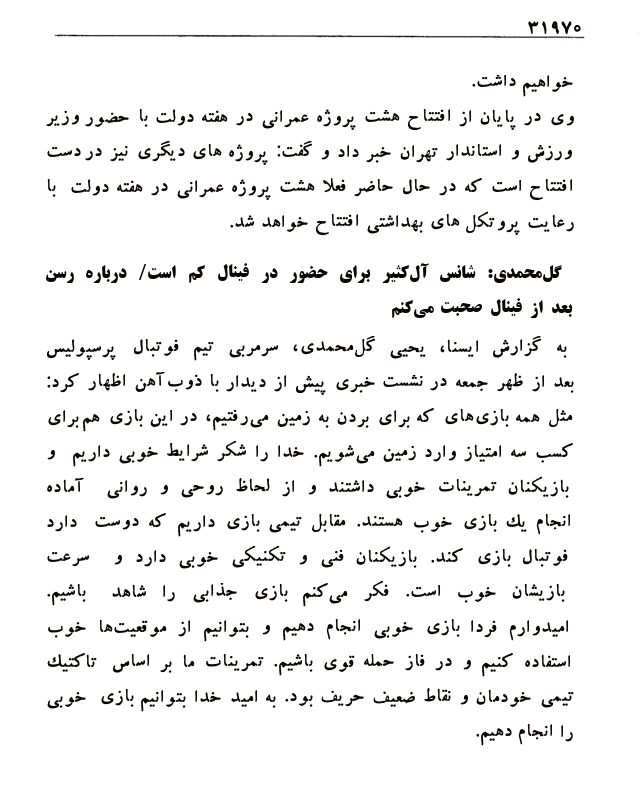 ۳۱۹۷۰
خواهیم داشت.
وی در پایان از افتتاح هشت پروژه عمرانی در هفته دولت با حضور وزیر
ورزش و استاندار تهران خبر داد و گفت: پروژه های دیگری نیز در دست
افتتاح است که در حال حاضر فعلا هشت پروژه عمرانی در هفته دولت با
رعایت پروتکل های بهداشتی افتتاح خواهد شد.
گل‌محمدی: شانس آل‌کثیر برای حضور در فینال کم است/ درباره رسن
بعد از فینال صحبت می‌کنم
به گزارش ایسنا، یحیی گل‌محمدی، سرمربی تیم فوتبال پرسپولیس
بعد از ظهر جمعه در نشست خبری پیش از دیدار با ذوب‌آهن اظهار کرد:
مثل همه بازی‌های که برای بردن به زمین می‌رفتیم، در این بازی هم برای
کسب سه امتیاز وارد زمین می‌شویم. خدا را شکر شرایط خوبی داریم و
بازیکنان تمرینات خوبی داشتند و از لحاظ روحی و روانی آماده
انجام یك بازی خوب هستند. مقابل تیمی بازی داریم که دوست دارد
فوتبال بازی کند. بازیکنان فنی و تکنیکی خوبی دارد و سرعت
بازیشان خوب است. فکر می‌کنم بازی جذابی را شاهد باشیم.
امیدوارم فردا بازی خوبی انجام دهیم و بتوانیم از موقعیت‌ها خوب
استفاده کنیم و در فاز حمله قوی باشیم. تمرینات ما بر اساس تاکتیك
تیمی خودمان و نقاط ضعیف حریف بود. به امید خدا بتوانیم بازی خوبی
را انجام دهیم.